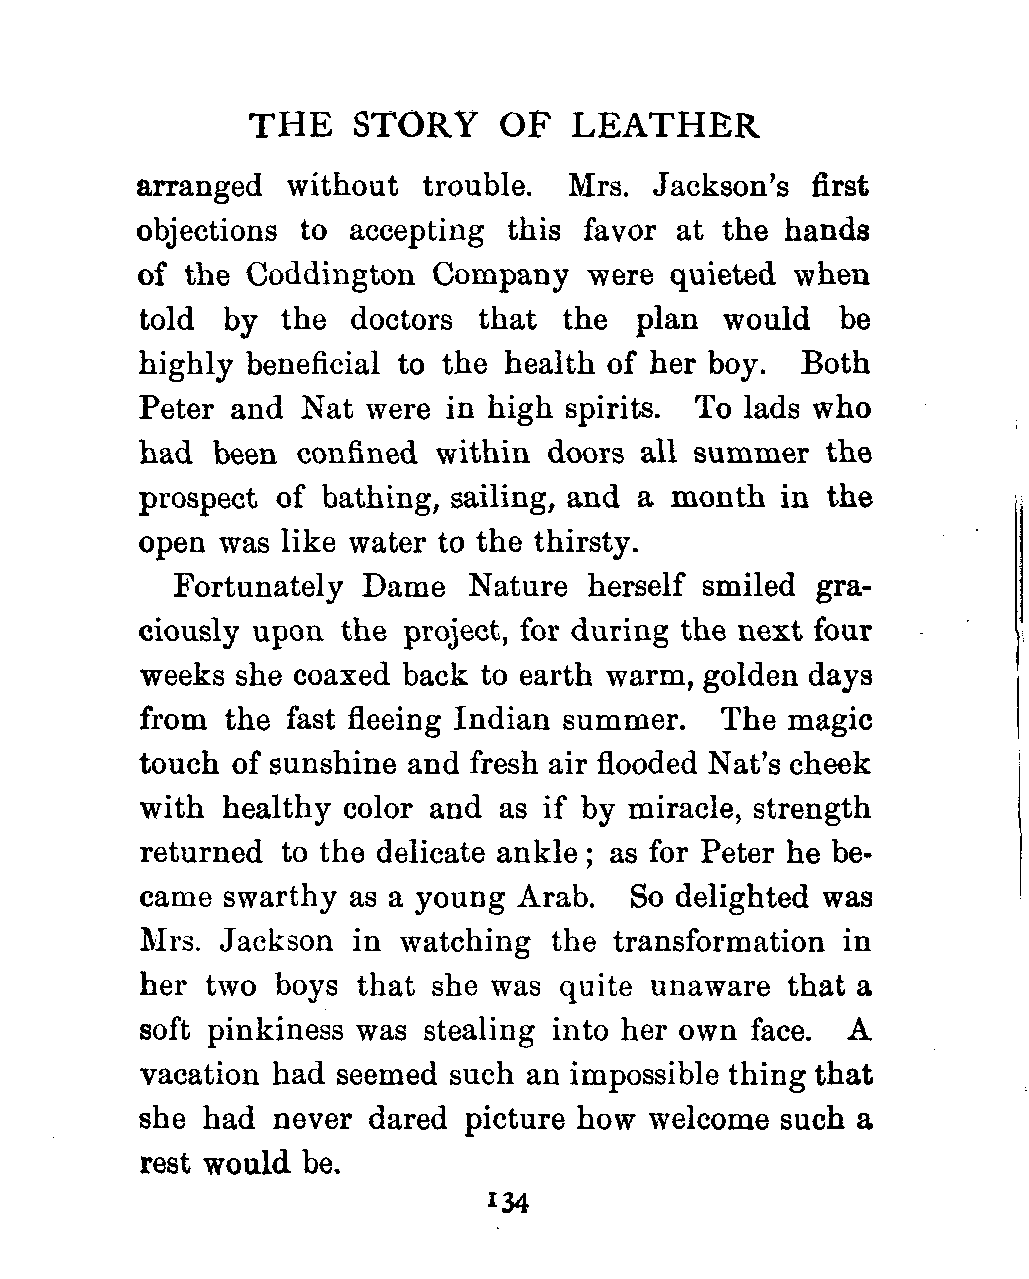 THE STORY OF LEATHER
arranged without trouble. Mrs. Jackson's first
objections to accepting this favor at the hands
of the Coddington Company were quieted when
told by the doctors that the plan would be
highly beneficial to the health of her boy. Both
Peter and Nat were in high spirits. To lads who
had been confined within doors all summer the
prospect of bathing, sailing, and a month in the
open was like water to the thirsty.
Fortunately Dame Nature herself smiled gra-
ciously upon the project, for during the next four
weeks she coaxed back to earth warm, golden days
from the fast fleeing Indian summer. The magic
touch of sunshine and fresh air flooded Nat's cheek
with healthy color and as if by miracle, strength
returned to the delicate ankle; as for Peter he be-
came swarthy as a young Arab. So delighted was
Mrs. Jackson in watching the transformation in
her two boys that she was quite unaware that a
soft pinkiness was stealing into her own face. A
vacation had seemed such an impossible thing that
she had never dared picture how welcome such a
rest would be.
134